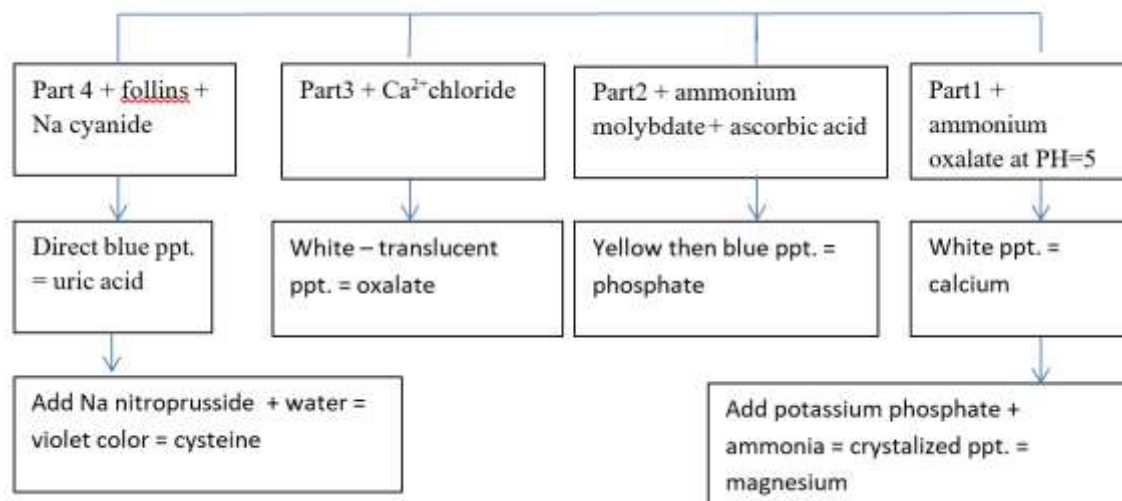 Part 4 + follins +
Na cyanide
Part3 + Ca²⁺chloride
Part2 + ammonium
molybdate + ascorbic acid
Part1 +
ammonium
oxalate at PH=5
Direct blue ppt.
= uric acid
White – translucent
ppt. = oxalate
Yellow then blue ppt. =
phosphate
White ppt. =
calcium
Add Na nitroprusside + water =
violet color = cysteine
Add potassium phosphate +
ammonia = crystalized ppt. =
magnesium